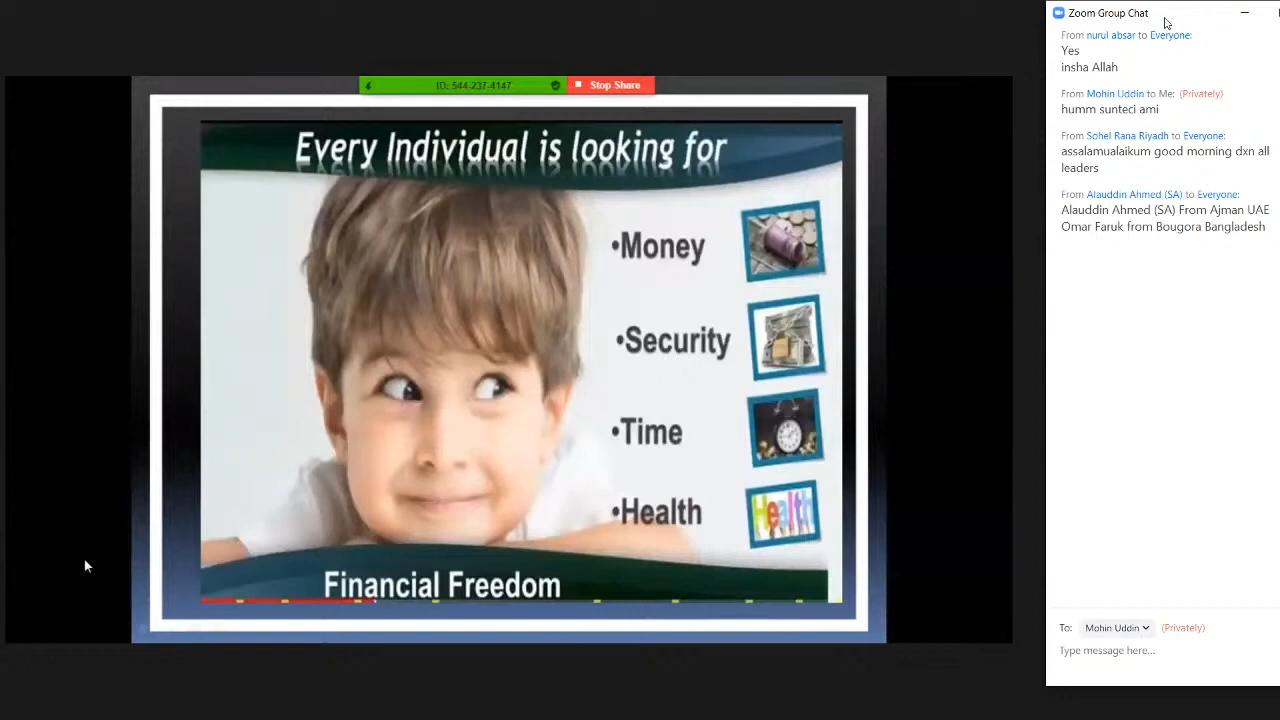 ID: 544-237-4147
Stop Share
Every Individual is looking for
•Money
•Security
•Time
•Health
Health
Financial Freedom
Zoom Group Chat
From nurul absar to Everyone:
Yes
insha Allah
From Mohin Uddin to Me: (Privately)
humm sunteci ami
From Sohel Rana Riyadh to Everyone:
assalamualaikum good morning dxn all
leaders
From Alauddin Ahmed (SA) to Everyone:
Alauddin Ahmed (SA) From Ajman UAE
Omar Faruk from Bougora Bangladesh
To: Mohin Uddin (Privately)
Type message here...